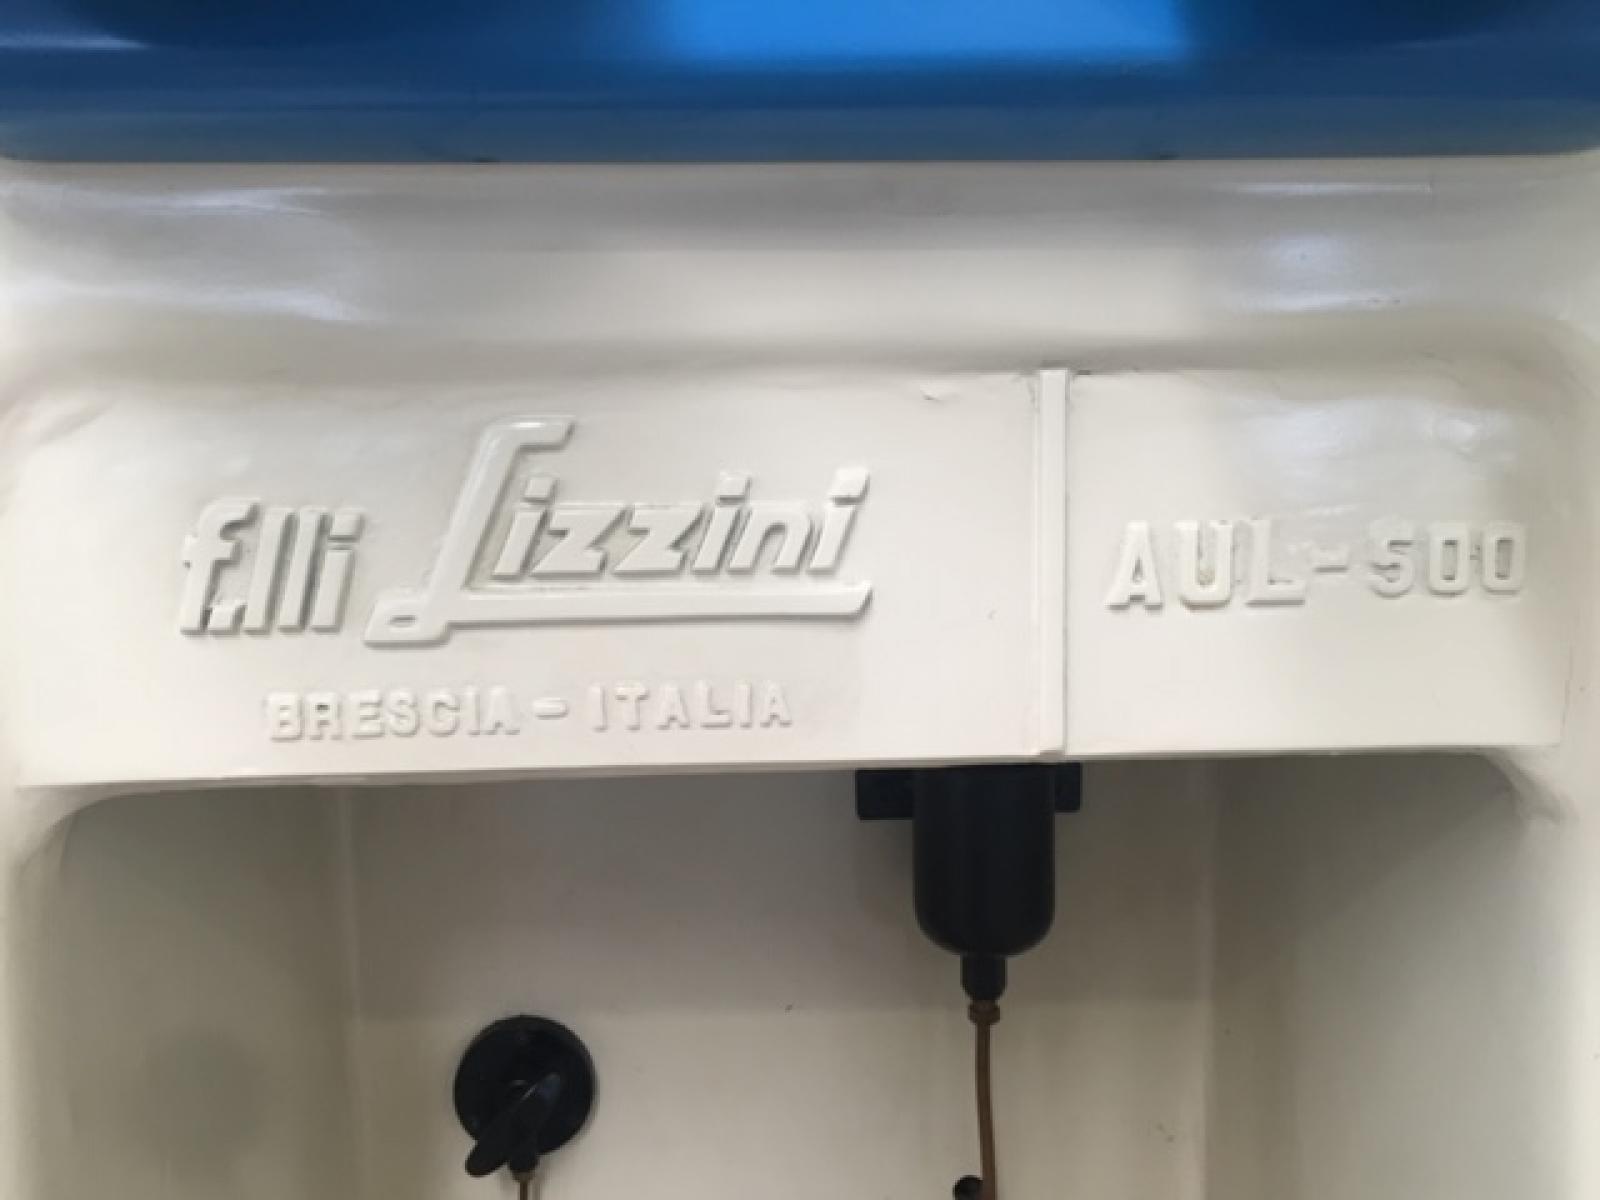 f.lli Lizzini
BRESCIA - ITALIA
AUL-500